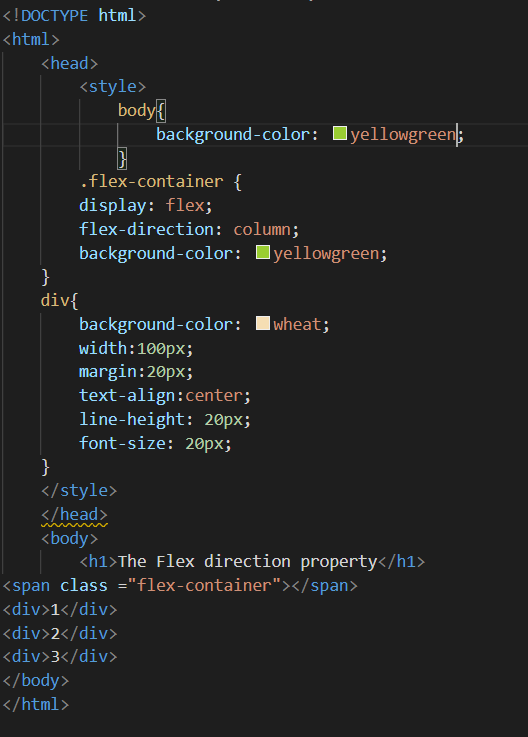 <!DOCTYPE html>
<html>
<head>
<style>
body{
background-color: yellowgreen;
}
.flex-container {
display: flex;
flex-direction: column;
background-color: yellowgreen;
}
div{
background-color: wheat;
width:100px;
margin:20px;
text-align:center;
line-height: 20px;
font-size: 20px;
}
</style>
</head>
<body>
<h1>The Flex direction property</h1>
<span class ="flex-container"></span>
<div>1</div>
<div>2</div>
<div>3</div>
</body>
</html>